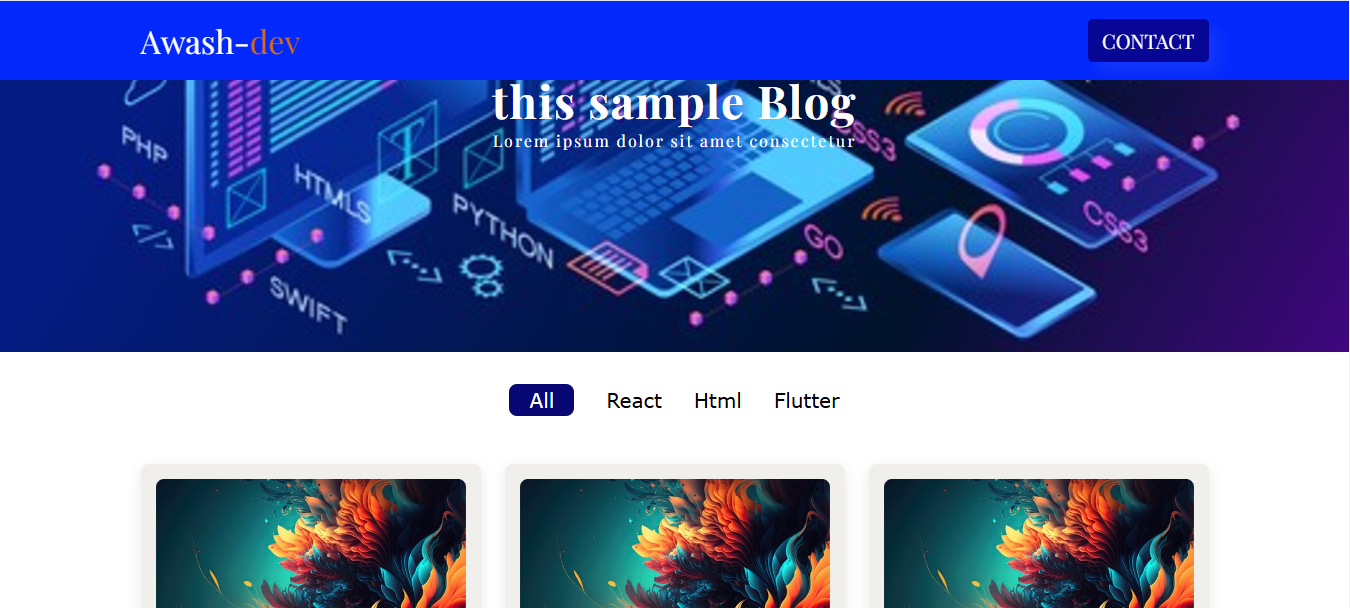 Awash-dev
CONTACT
this sample Blog
Lorem ipsum dolor sit amet consectetur
PHP
HTML5
PYTHON
SWIFT
GO
CSS3
CSS3
T
</>
All
React
Html
Flutter